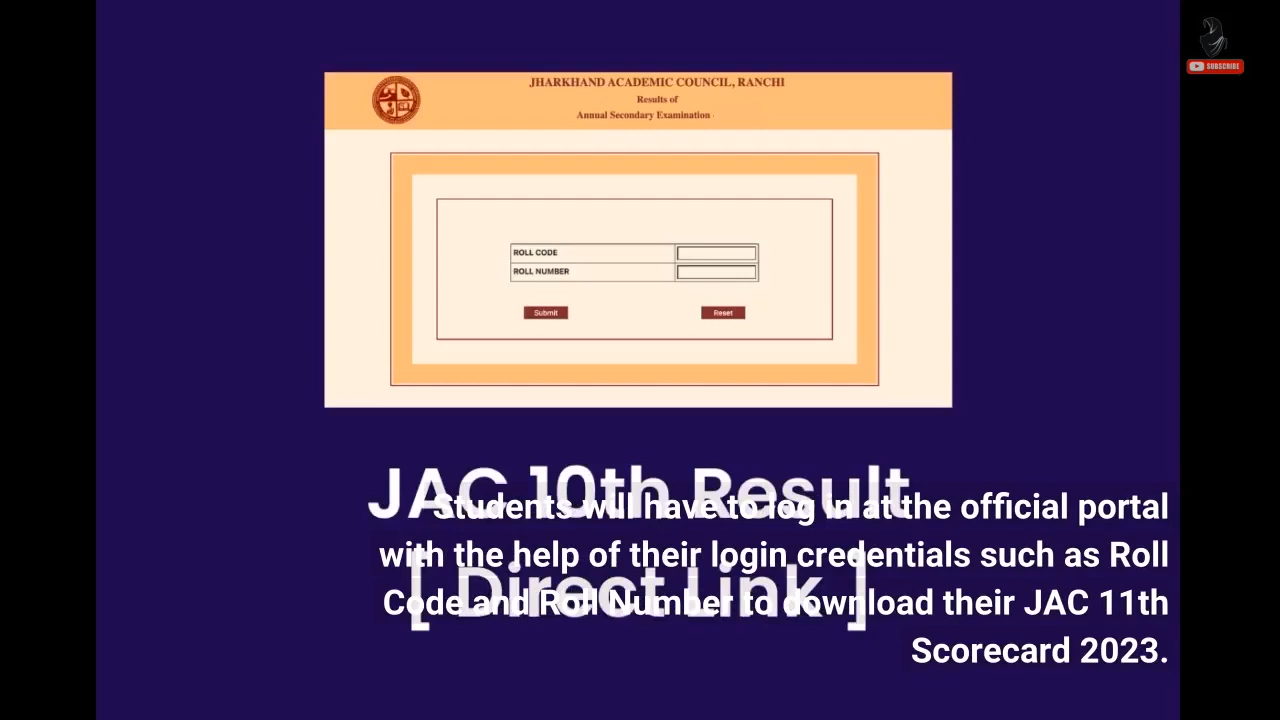 SUBSCRIBE
JHARKHAND ACADEMIC COUNCIL, RANCHI
Results of
Annual Secondary Examination
ROLL CODE
ROLL NUMBER
Submit Reset
JAC 10th Result
[ Direct Link ]
Students will have to log in at the official portal
with the help of their login credentials such as Roll
Code and Roll Number to download their JAC 11th
Scorecard 2023.